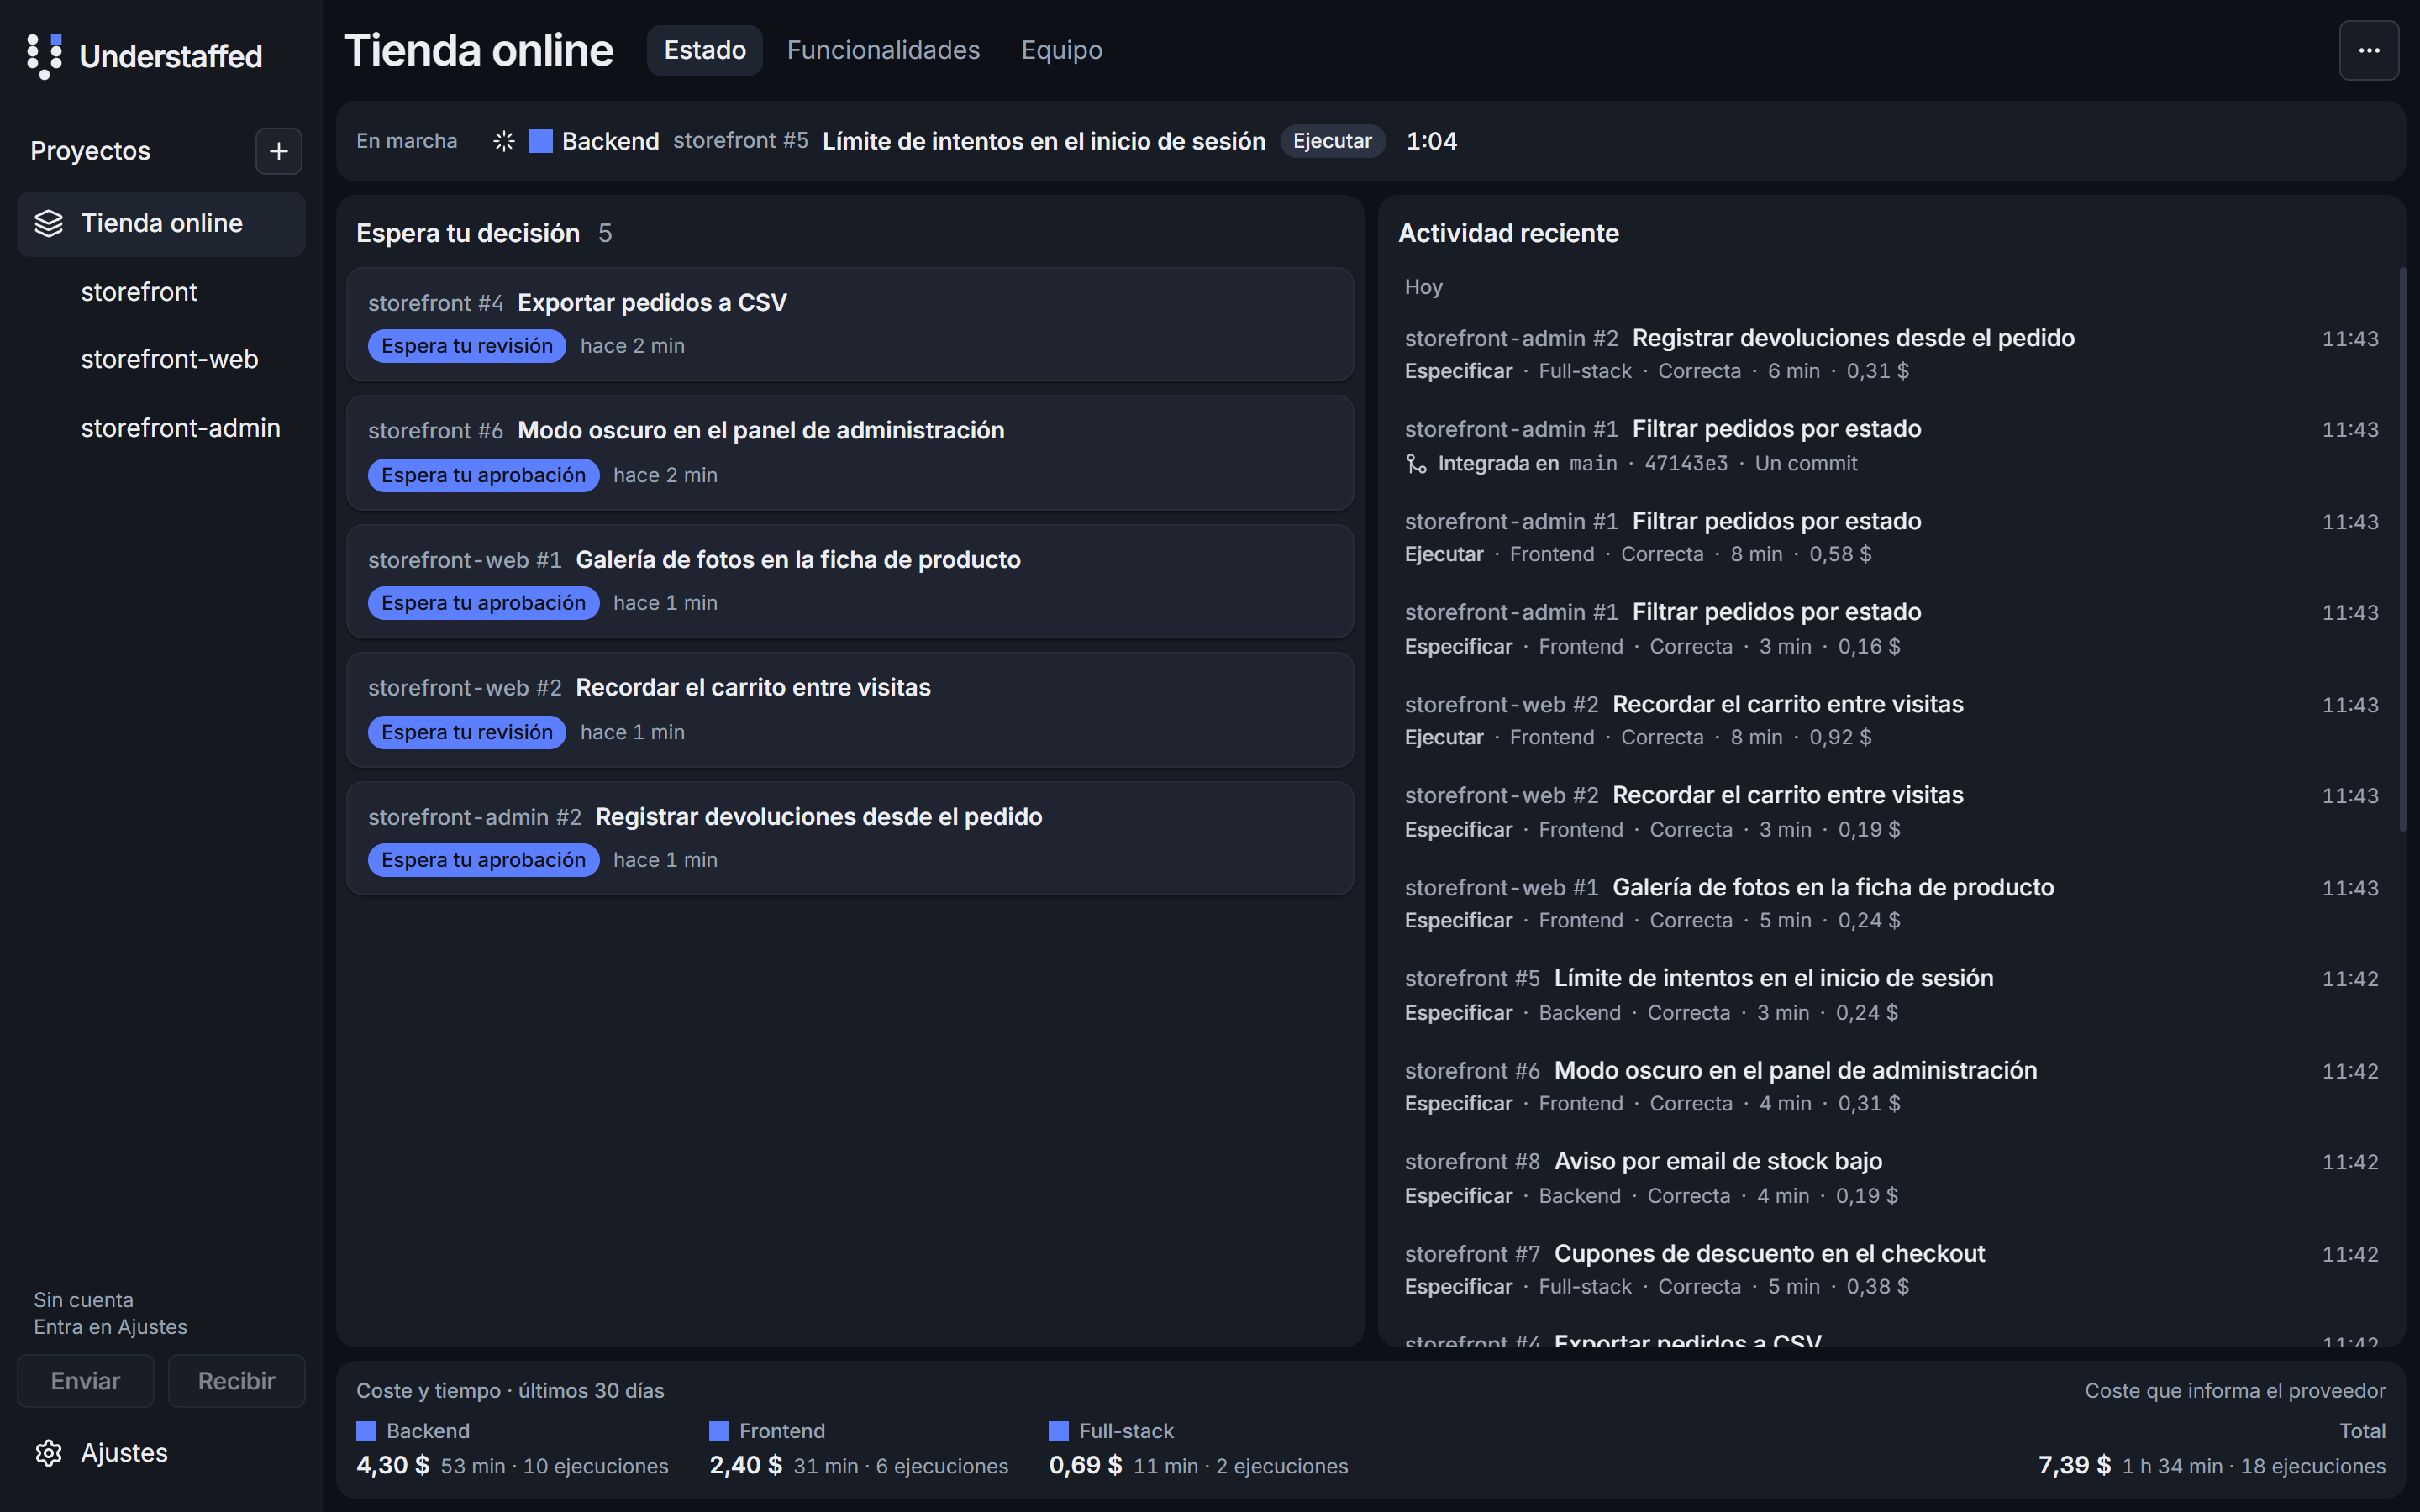 Understaffed
Proyectos
Tienda online
storefront
storefront-web
storefront-admin
Sin cuenta
Entra en Ajustes
Enviar Recibir
Ajustes
Tienda online Estado Funcionalidades Equipo
En marcha Backend storefront #5 Límite de intentos en el inicio de sesión Ejecutar 1:04
Espera tu decisión 5
storefront #4 Exportar pedidos a CSV
Espera tu revisión hace 2 min
storefront #6 Modo oscuro en el panel de administración
Espera tu aprobación hace 2 min
storefront-web #1 Galería de fotos en la ficha de producto
Espera tu aprobación hace 1 min
storefront-web #2 Recordar el carrito entre visitas
Espera tu revisión hace 1 min
storefront-admin #2 Registrar devoluciones desde el pedido
Espera tu aprobación hace 1 min
Actividad reciente
Hoy
storefront-admin #2 Registrar devoluciones desde el pedido 11:43
Especificar · Full-stack · Correcta · 6 min · 0,31 $
storefront-admin #1 Filtrar pedidos por estado 11:43
Integrada en main · 47143e3 · Un commit
storefront-admin #1 Filtrar pedidos por estado 11:43
Ejecutar · Frontend · Correcta · 8 min · 0,58 $
storefront-admin #1 Filtrar pedidos por estado 11:43
Especificar · Frontend · Correcta · 3 min · 0,16 $
storefront-web #2 Recordar el carrito entre visitas 11:43
Ejecutar · Frontend · Correcta · 8 min · 0,92 $
storefront-web #2 Recordar el carrito entre visitas 11:43
Especificar · Frontend · Correcta · 3 min · 0,19 $
storefront-web #1 Galería de fotos en la ficha de producto 11:43
Especificar · Frontend · Correcta · 5 min · 0,24 $
storefront #5 Límite de intentos en el inicio de sesión 11:42
Especificar · Backend · Correcta · 3 min · 0,24 $
storefront #6 Modo oscuro en el panel de administración 11:42
Especificar · Frontend · Correcta · 4 min · 0,31 $
storefront #8 Aviso por email de stock bajo 11:42
Especificar · Backend · Correcta · 4 min · 0,19 $
storefront #7 Cupones de descuento en el checkout 11:42
Especificar · Full-stack · Correcta · 5 min · 0,38 $
storefront #4 Exportar pedidos a CSV 11:42
Coste y tiempo · últimos 30 días Coste que informa el proveedor
Backend Frontend Full-stack Total
4,30 $ 53 min · 10 ejecuciones 2,40 $ 31 min · 6 ejecuciones 0,69 $ 11 min · 2 ejecuciones 7,39 $ 1 h 34 min · 18 ejecuciones